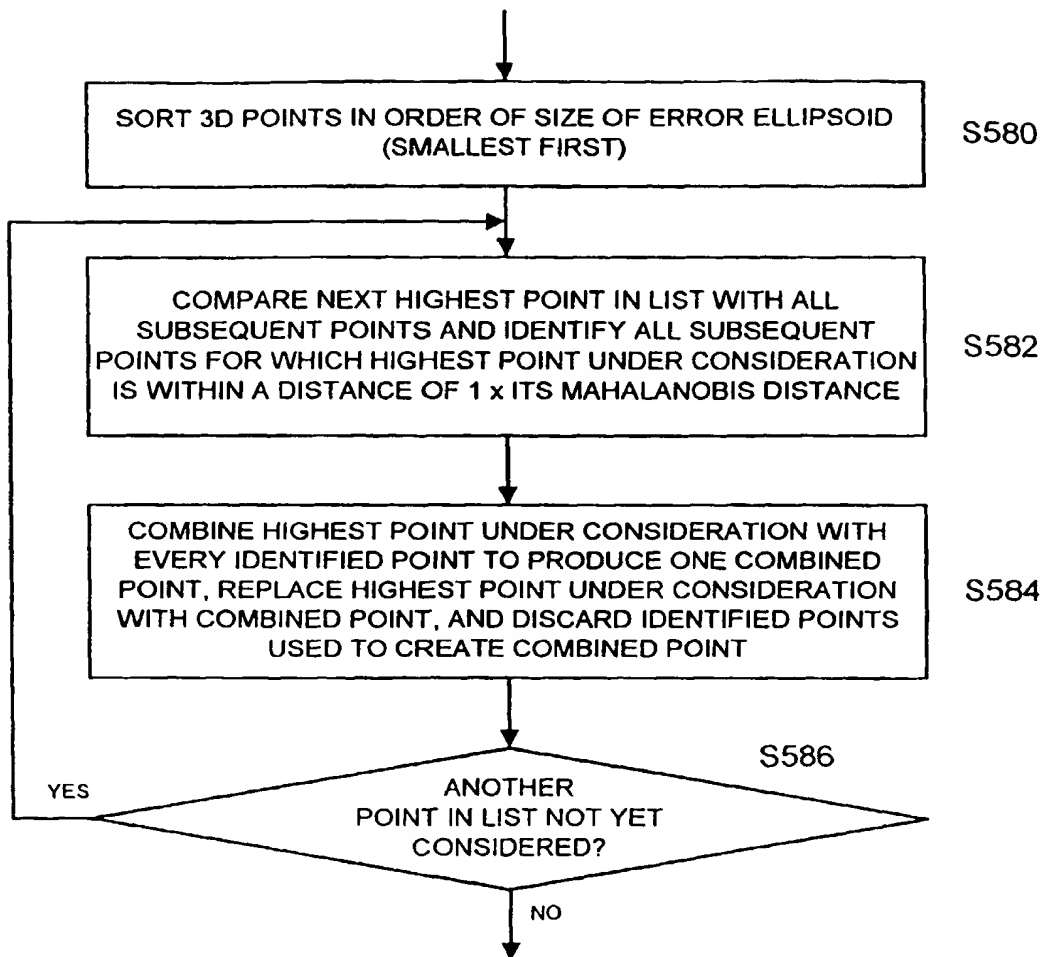 SORT 3D POINTS IN ORDER OF SIZE OF ERROR ELLIPSOID
(SMALLEST FIRST)
S580
COMPARE NEXT HIGHEST POINT IN LIST WITH ALL
SUBSEQUENT POINTS AND IDENTIFY ALL SUBSEQUENT
POINTS FOR WHICH HIGHEST POINT UNDER CONSIDERATION
IS WITHIN A DISTANCE OF 1 x ITS MAHALANOBIS DISTANCE
S582
COMBINE HIGHEST POINT UNDER CONSIDERATION WITH
EVERY IDENTIFIED POINT TO PRODUCE ONE COMBINED
POINT, REPLACE HIGHEST POINT UNDER CONSIDERATION
WITH COMBINED POINT, AND DISCARD IDENTIFIED POINTS
USED TO CREATE COMBINED POINT
S584
S586
YES
ANOTHER
POINT IN LIST NOT YET
CONSIDERED?
NO